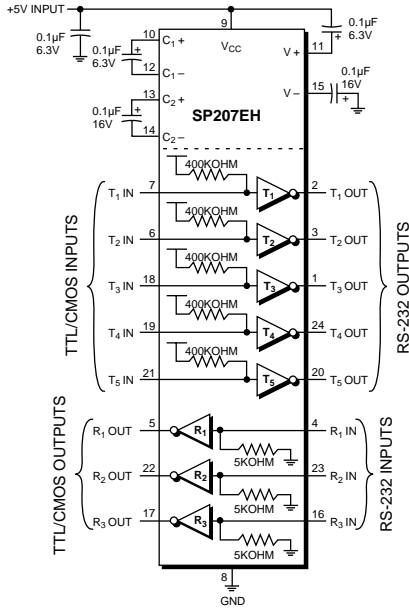 +5V INPUT
0.1µF
6.3V
0.1µF
6.3V
10
C1+
12
C1–
13
C2+
0.1µF
16V
14
C2–
9
VCC
V+
11
0.1µF
6.3V
V–
15
0.1µF
16V
SP207EH
400KOHM
T1 IN
7
T1
2
T1 OUT
400KOHM
T2 IN
6
T2
3
T2 OUT
400KOHM
T3 IN
18
T3
1
T3 OUT
400KOHM
T4 IN
19
T4
24
T4 OUT
400KOHM
T5 IN
21
T5
20
T5 OUT
TTL/CMOS INPUTS
RS-232 OUTPUTS
R1 OUT
5
R1
4
R1 IN
5KOHM
R2 OUT
22
R2
23
R2 IN
5KOHM
R3 OUT
17
R3
16
R3 IN
5KOHM
TTL/CMOS OUTPUTS
RS-232 INPUTS
8
GND